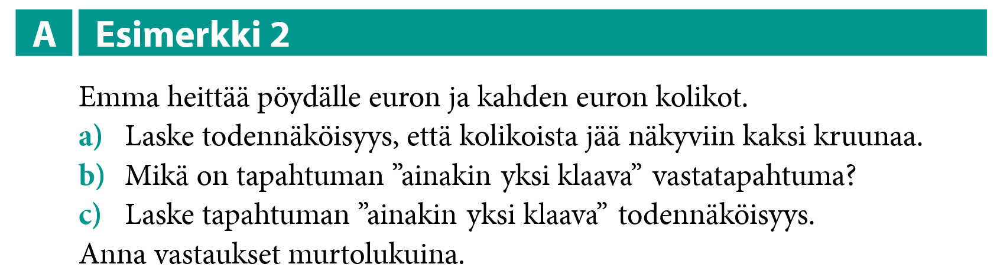 A Esimerkki 2
Emma heittää pöydälle euron ja kahden euron kolikot.
a) Laske todennäköisyys, että kolikoista jää näkyviin kaksi kruunaa.
b) Mikä on tapahtuman ”ainakin yksi klaava” vastatapahtuma?
c) Laske tapahtuman ”ainakin yksi klaava” todennäköisyys.
Anna vastaukset murtolukuina.